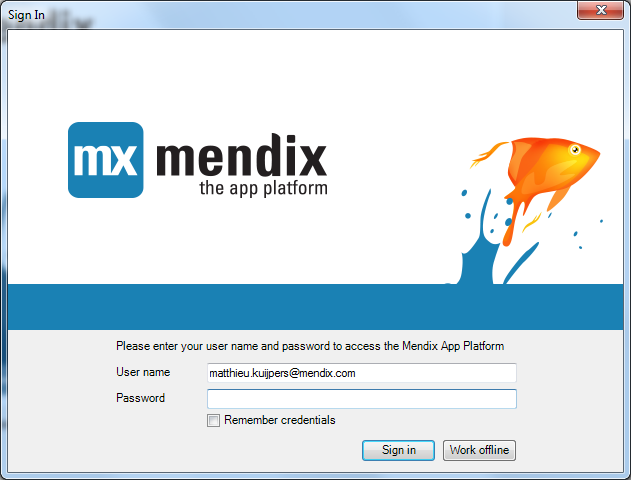 Sign In
mx mendix
the app platform
Please enter your user name and password to access the Mendix App Platform
User name
matthieu.kuijpers@mendix.com
Password
Remember credentials
Sign in
Work offline